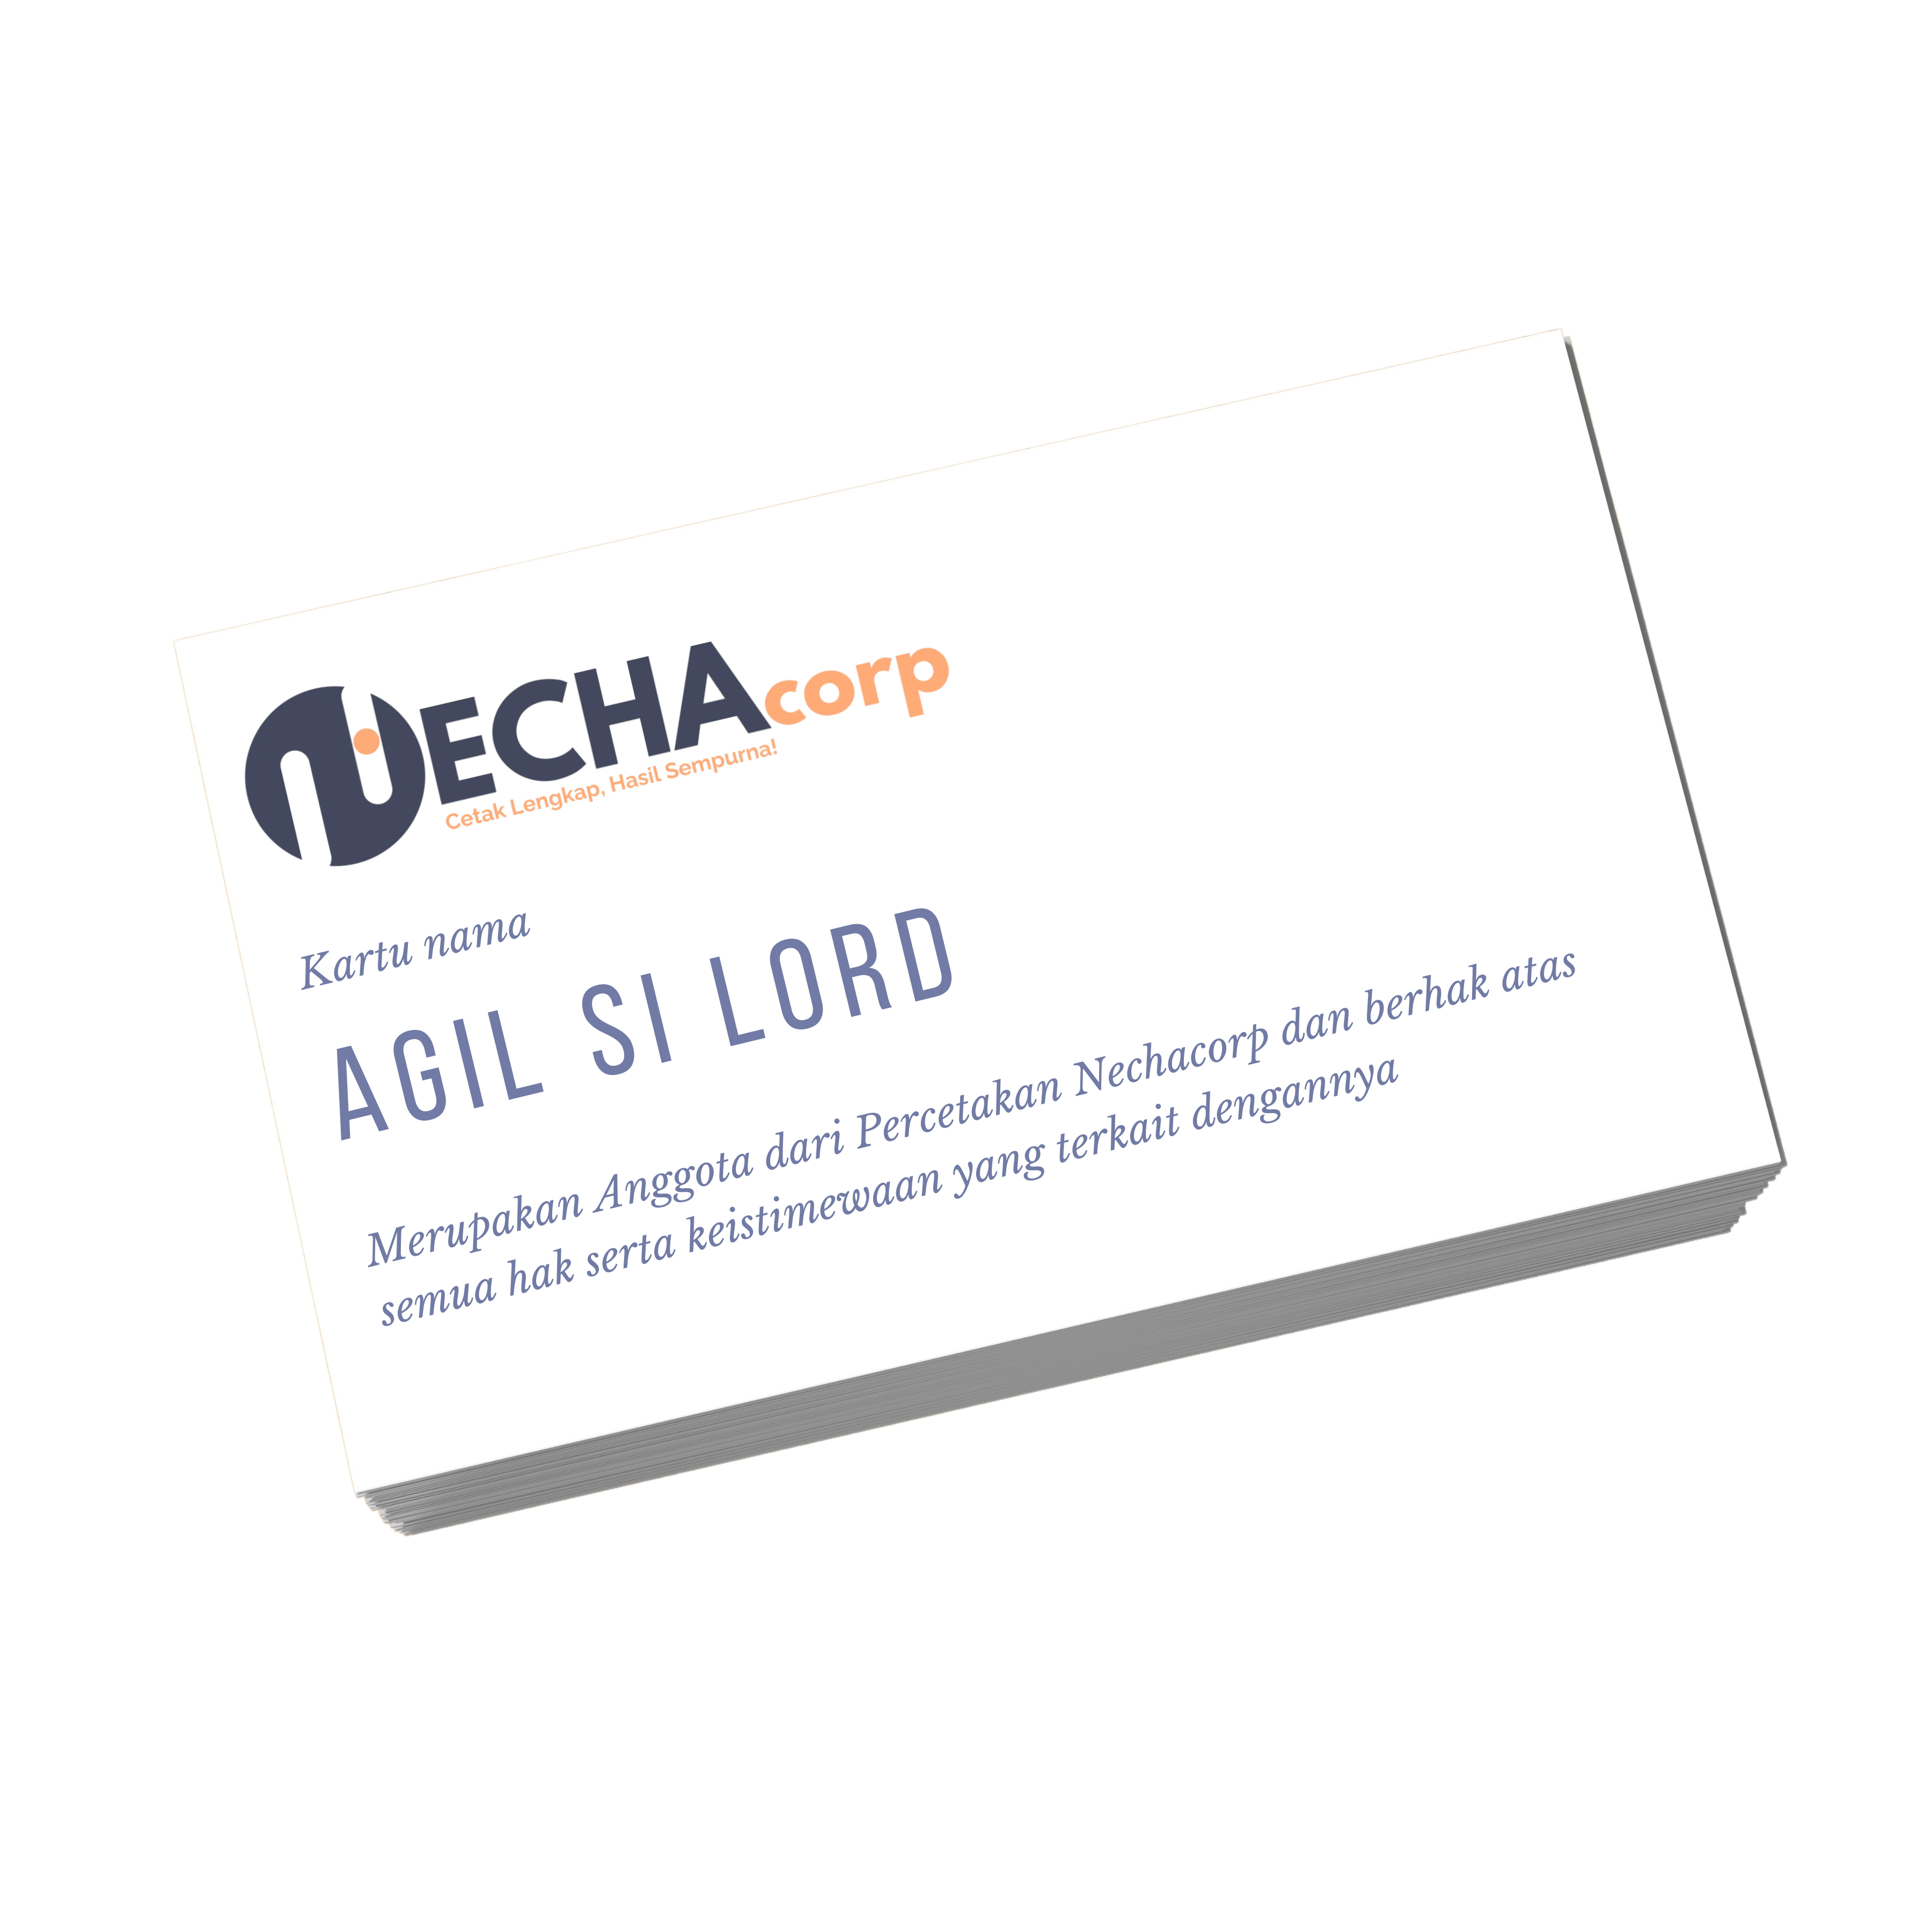 NECHAcorp
Cetak Lengkap, Hasil Sempurna!
Kartu nama
AGIL SI LORD
Merupakan Anggota dari Percetakan Nechacorp dan berhak atas
semua hak serta keistimewaan yang terkait dengannya